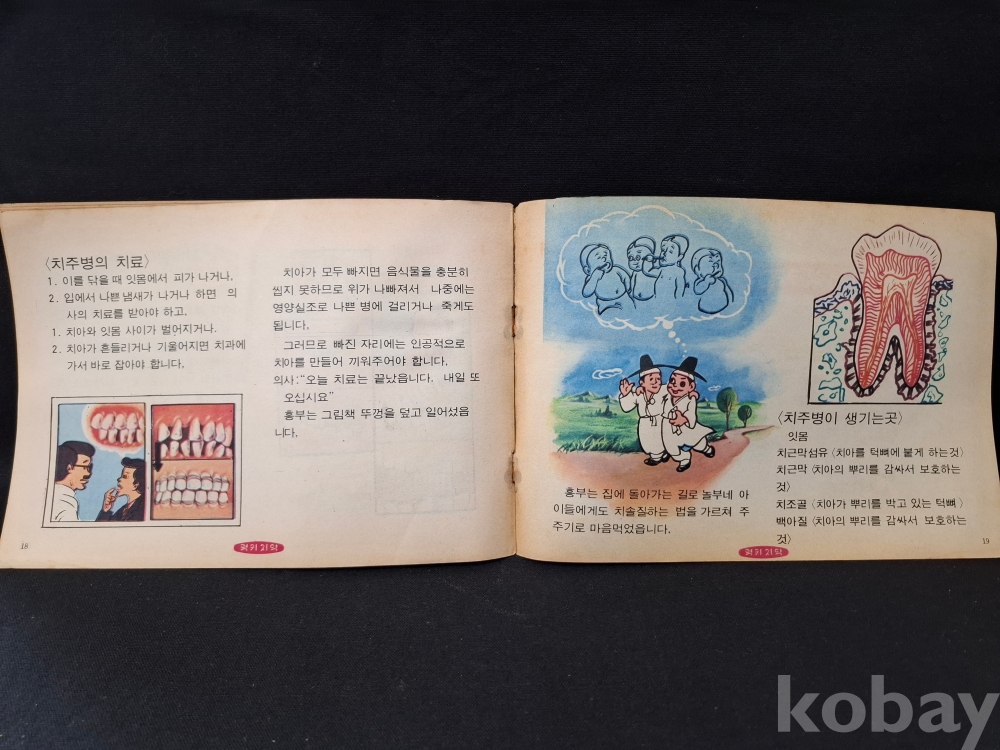 〈치주병의 치료〉
1. 이를 닦을 때 잇몸에서 피가 나거나,
2. 입에서 나쁜 냄새가 나거나 하면 의
사의 치료를 받아야 하고,
1. 치아와 잇몸 사이가 벌어지거나,
2. 치아가 흔들리거나 기울어지면 치과에
가서 바로 잡아야 합니다.
치아가 모두 빠지면 음식물을 충분히
씹지 못하므로 위가 나빠져서 나중에는
영양실조로 나쁜 병에 걸리거나 죽게도
됩니다.
그러므로 빠진 자리에는 인공적으로
치아를 만들어 끼워주어야 합니다.
의사:“오늘 치료는 끝났읍니다. 내일 또
오십시요”
흥부는 그림책 뚜껑을 덮고 일어섰읍
니다.
18
럭키치약
흥부는 집에 돌아가는 길로 놀부네 아
이들에게도 치솔질하는 법을 가르쳐 주
주기로 마음먹었읍니다.
〈치주병이 생기는곳〉
잇몸
치근막섬유 〈치아를 턱뼈에 붙게 하는것〉
치근막 〈치아의 뿌리를 감싸서 보호하는
것〉
치조골 〈치아가 뿌리를 박고 있는 턱뼈 〉
백아질 〈치아의 뿌리를 감싸서 보호하는
것〉
럭키치약
19
kobay